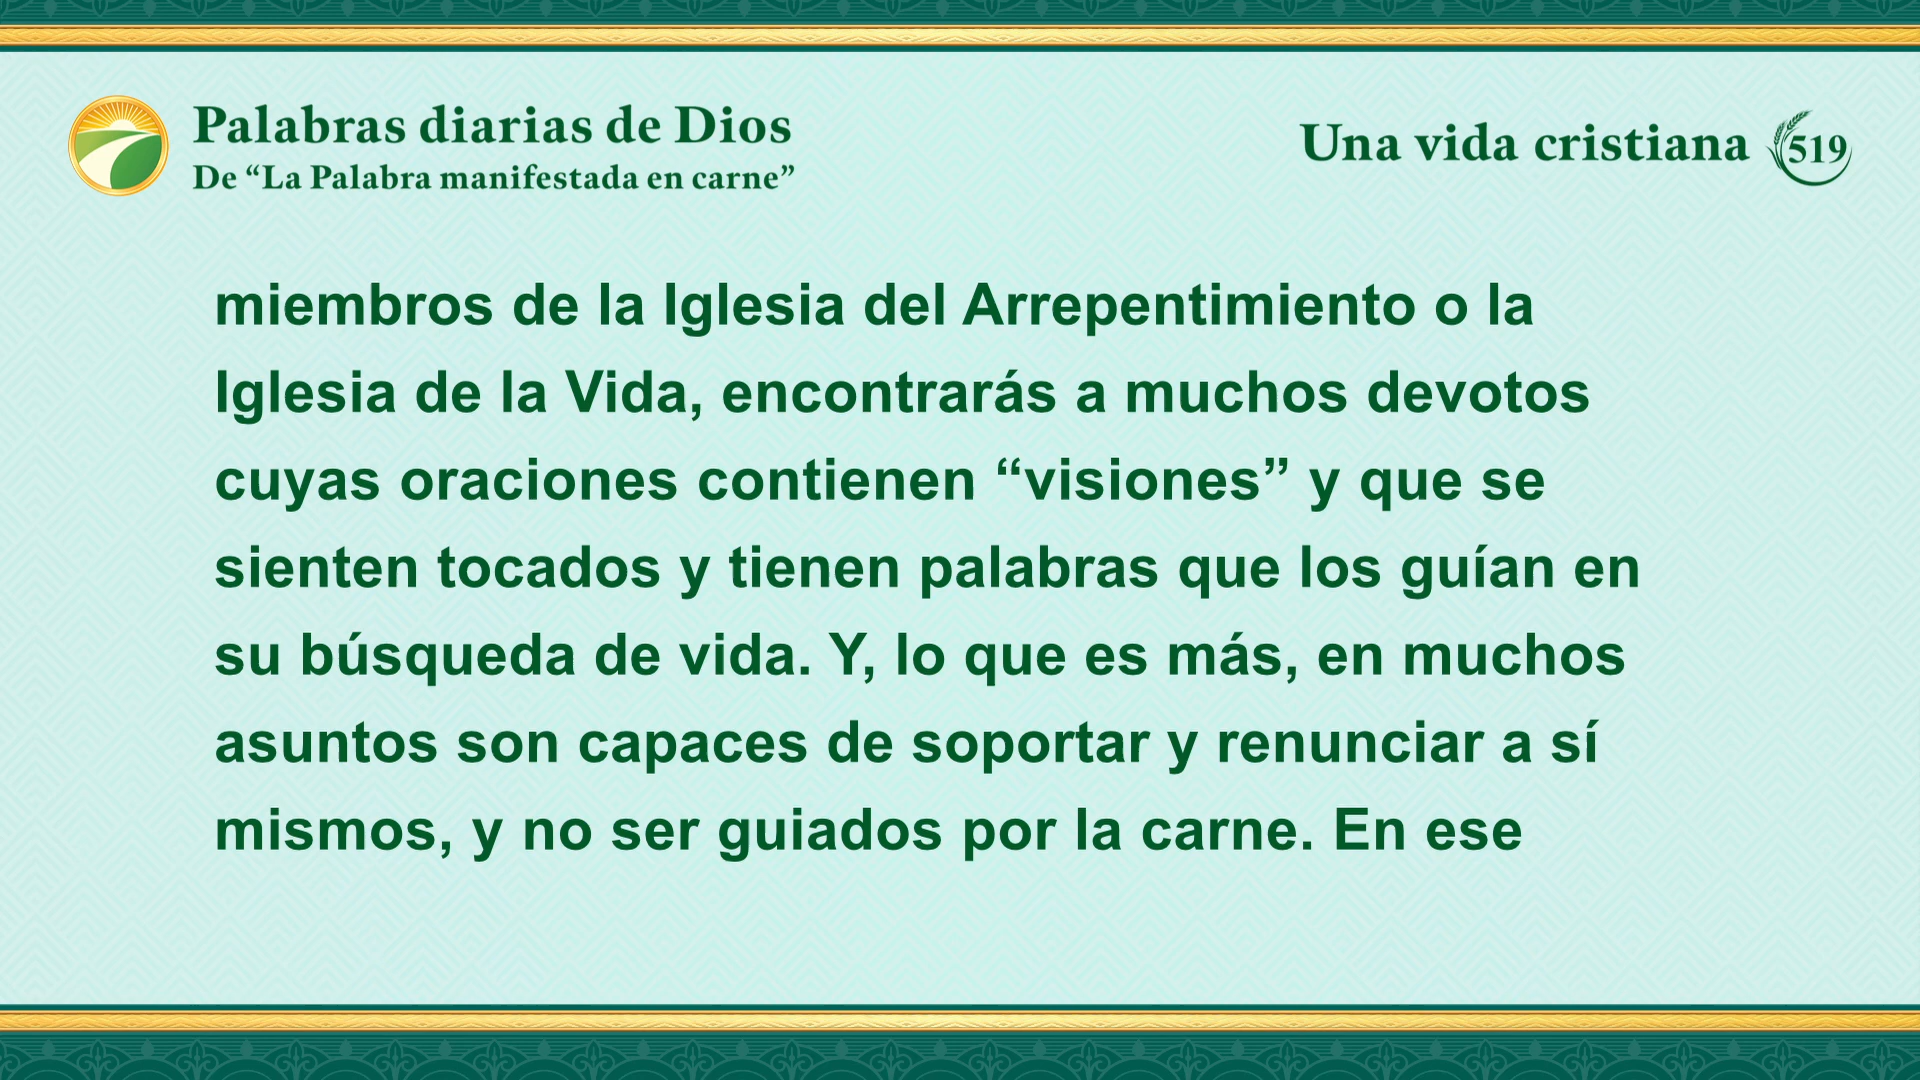 Palabras diarias de Dios
De “La Palabra manifestada en carne”
Una vida cristiana 519
miembros de la Iglesia del Arrepentimiento o la
Iglesia de la Vida, encontrarás a muchos devotos
cuyas oraciones contienen “visiones” y que se
sienten tocados y tienen palabras que los guían en
su búsqueda de vida. Y, lo que es más, en muchos
asuntos son capaces de soportar y renunciar a sí
mismos, y no ser guiados por la carne. En ese